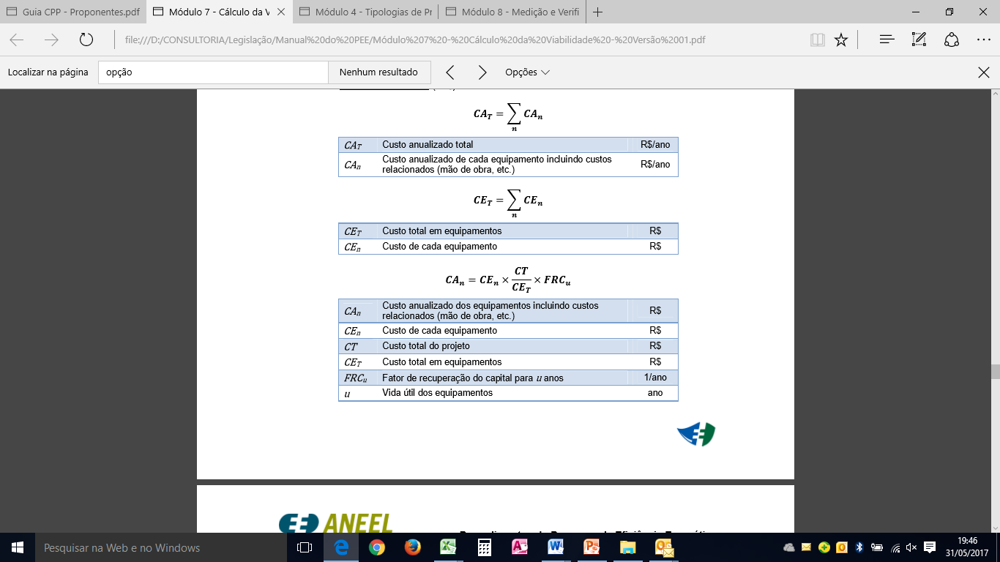 Guia CPP - Proponentes.pdf
Módulo 7 - Cálculo da V
Módulo 4 - Tipologias de Pr
Módulo 8 - Medição e Verifi
file:///D:/CONSULTORIA/Legislação/Manual%20do%20PEE/Módulo%207%20-%20Cálculo%20da%20Viabilidade%20-%20Versão%2001.pdf
Localizar na página
opção
Nenhum resultado
Opções
CA_T = ∑_n CA_n
CA_T Custo anualizado total R$/ano
CA_n Custo anualizado de cada equipamento incluindo custos
relacionados (mão de obra, etc.) R$/ano
CE_T = ∑_n CE_n
CE_T Custo total em equipamentos R$
CE_n Custo de cada equipamento R$
CA_n = CE_n × CT/CE_T × FRC_u
CA_n Custo anualizado dos equipamentos incluindo custos
relacionados (mão de obra, etc.) R$
CE_n Custo de cada equipamento R$
CT Custo total do projeto R$
CE_T Custo total em equipamentos R$
FRC_u Fator de recuperação do capital para u anos 1/ano
u Vida útil dos equipamentos ano
ANEEL
Pesquisar na Web e no Windows
19:46
31/05/2017